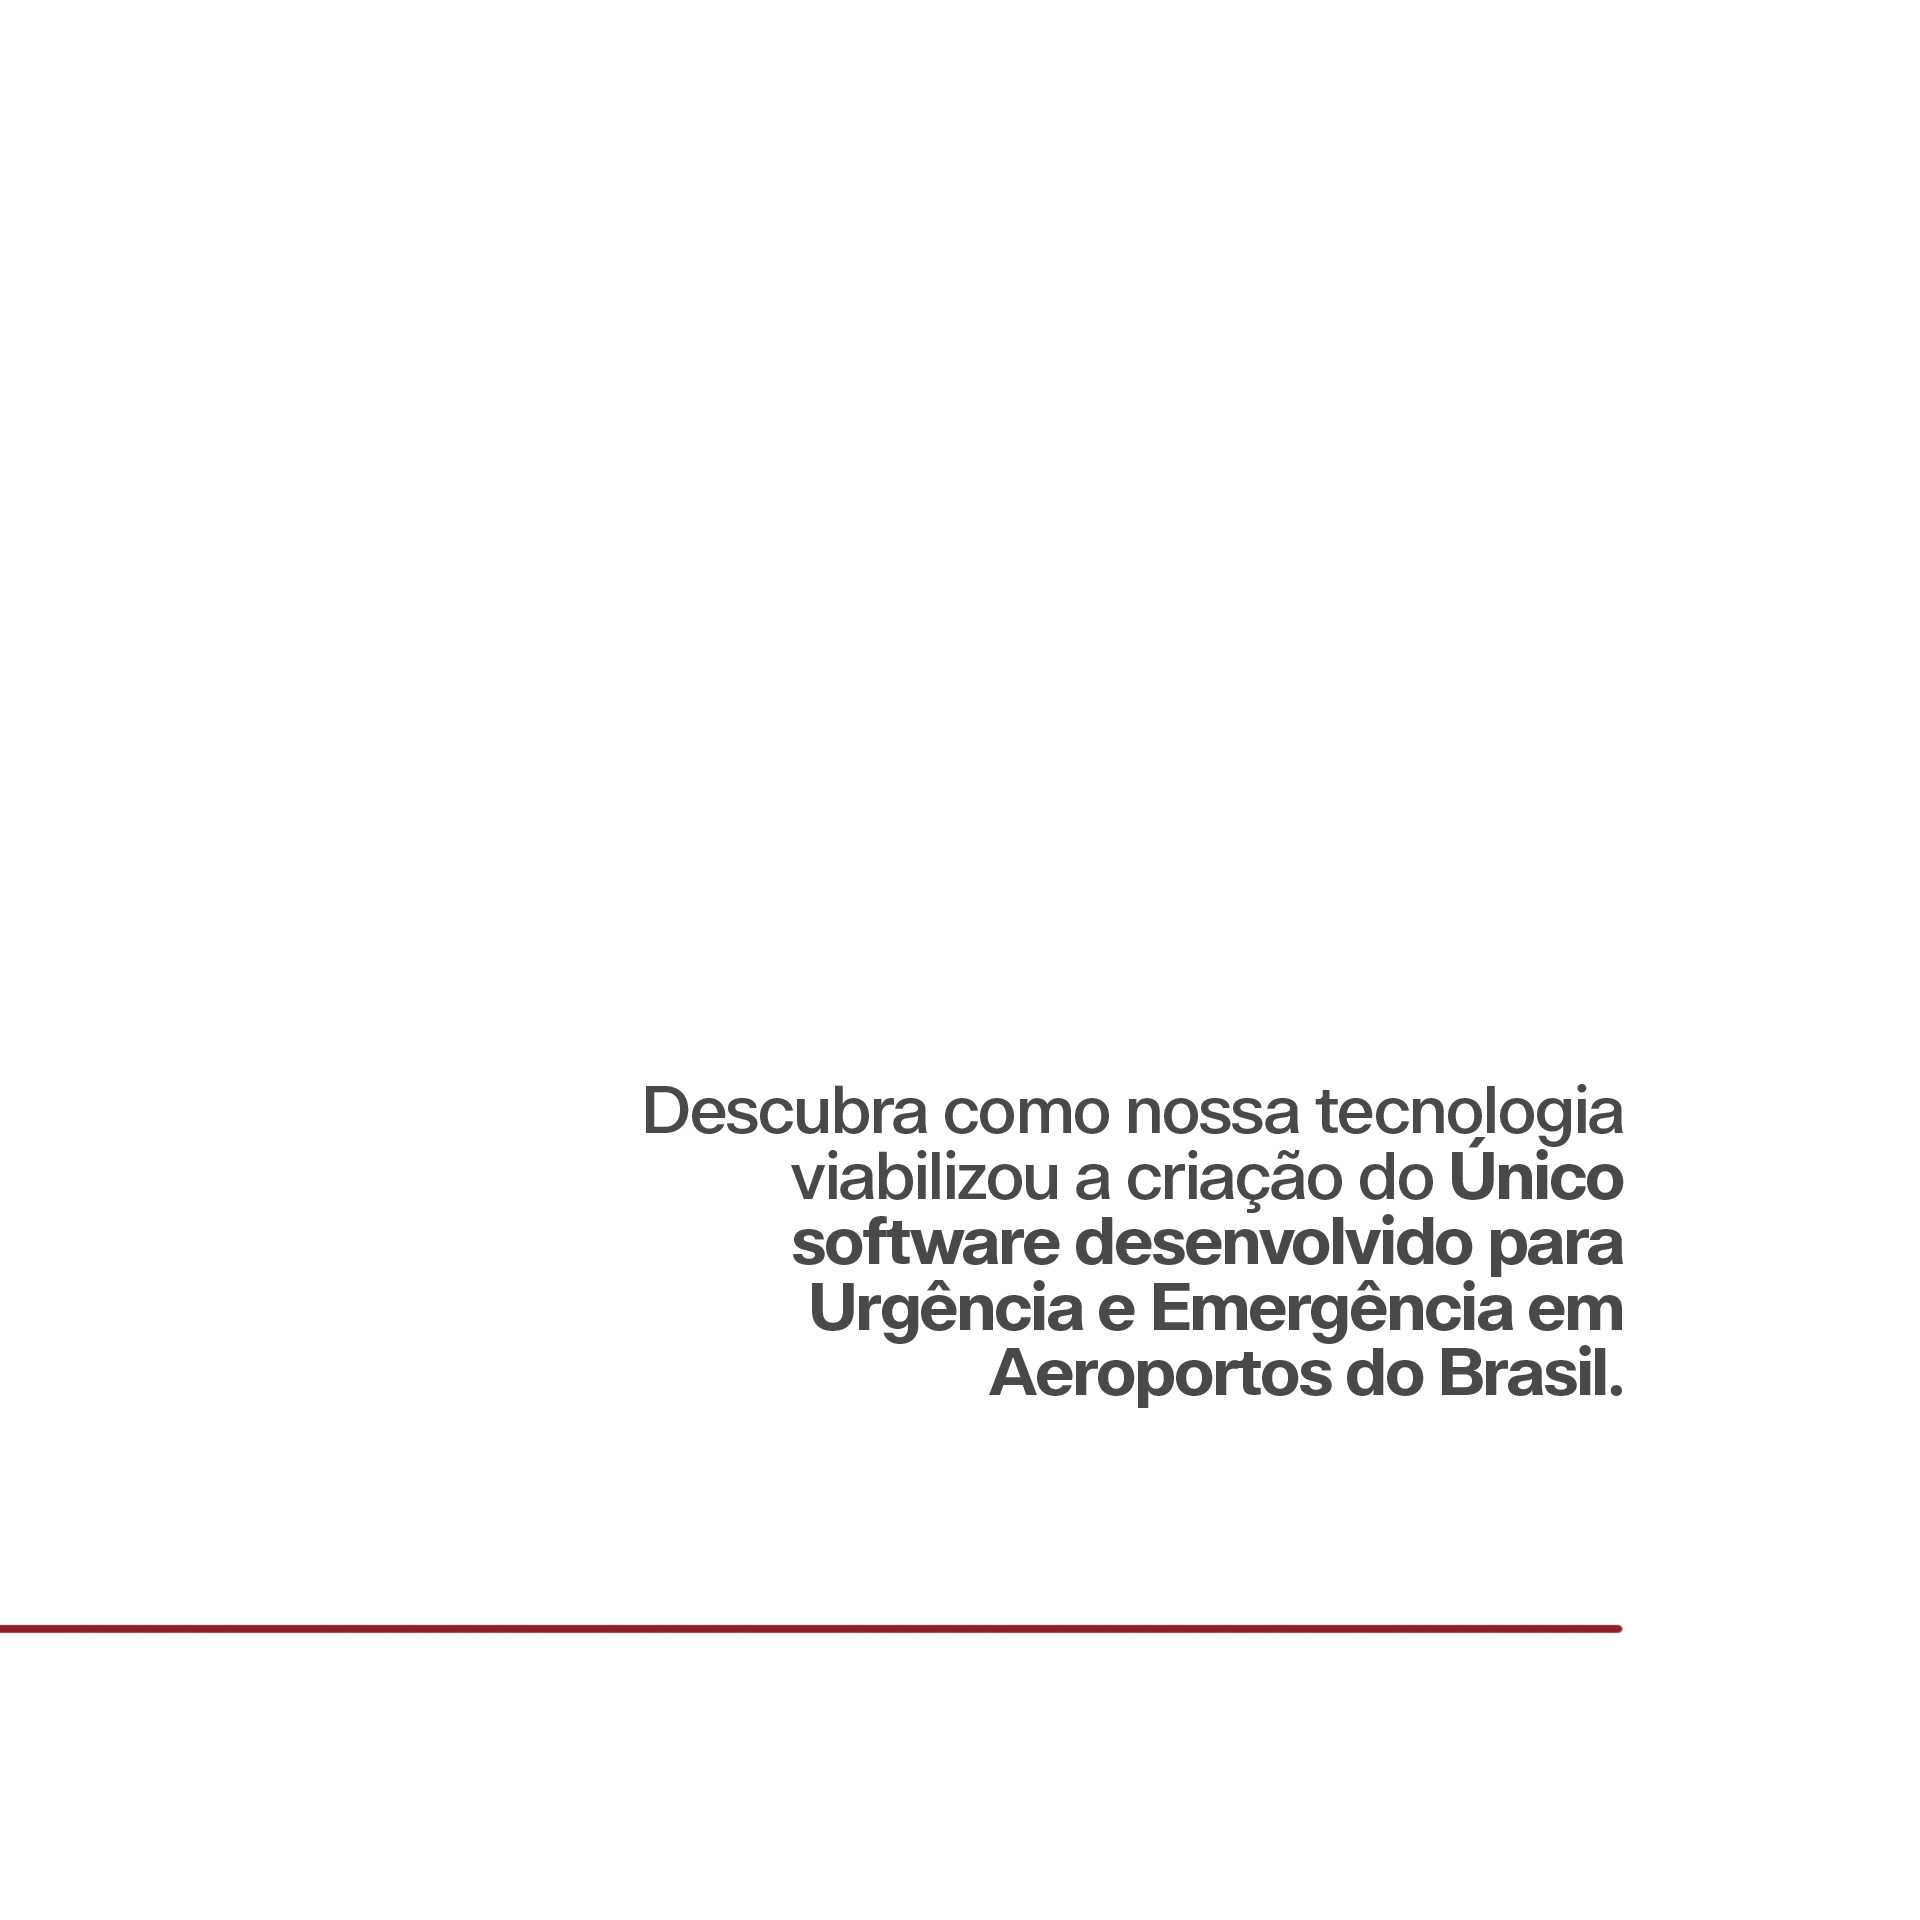 Descubra como nossa tecnologia
viabilizou a criação do Único
software desenvolvido para
Urgência e Emergência em
Aeroportos do Brasil.